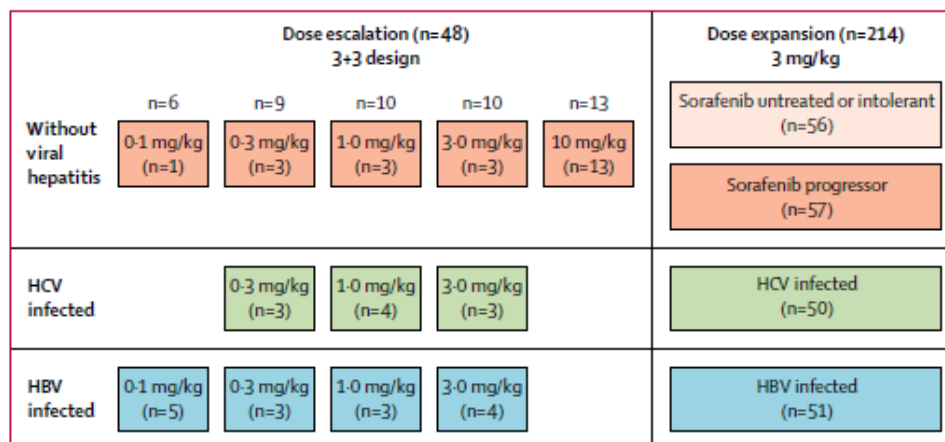 Dose escalation (n=48)
3+3 design
Dose expansion (n=214)
3 mg/kg
n=6
n=9
n=10
n=10
n=13
Without
viral
hepatitis
0·1 mg/kg
(n=1)
0·3 mg/kg
(n=3)
1·0 mg/kg
(n=3)
3·0 mg/kg
(n=3)
10 mg/kg
(n=13)
Sorafenib untreated or intolerant
(n=56)
Sorafenib progressor
(n=57)
HCV
infected
0·3 mg/kg
(n=3)
1·0 mg/kg
(n=4)
3·0 mg/kg
(n=3)
HCV infected
(n=50)
HBV
infected
0·1 mg/kg
(n=5)
0·3 mg/kg
(n=3)
1·0 mg/kg
(n=3)
3·0 mg/kg
(n=4)
HBV infected
(n=51)